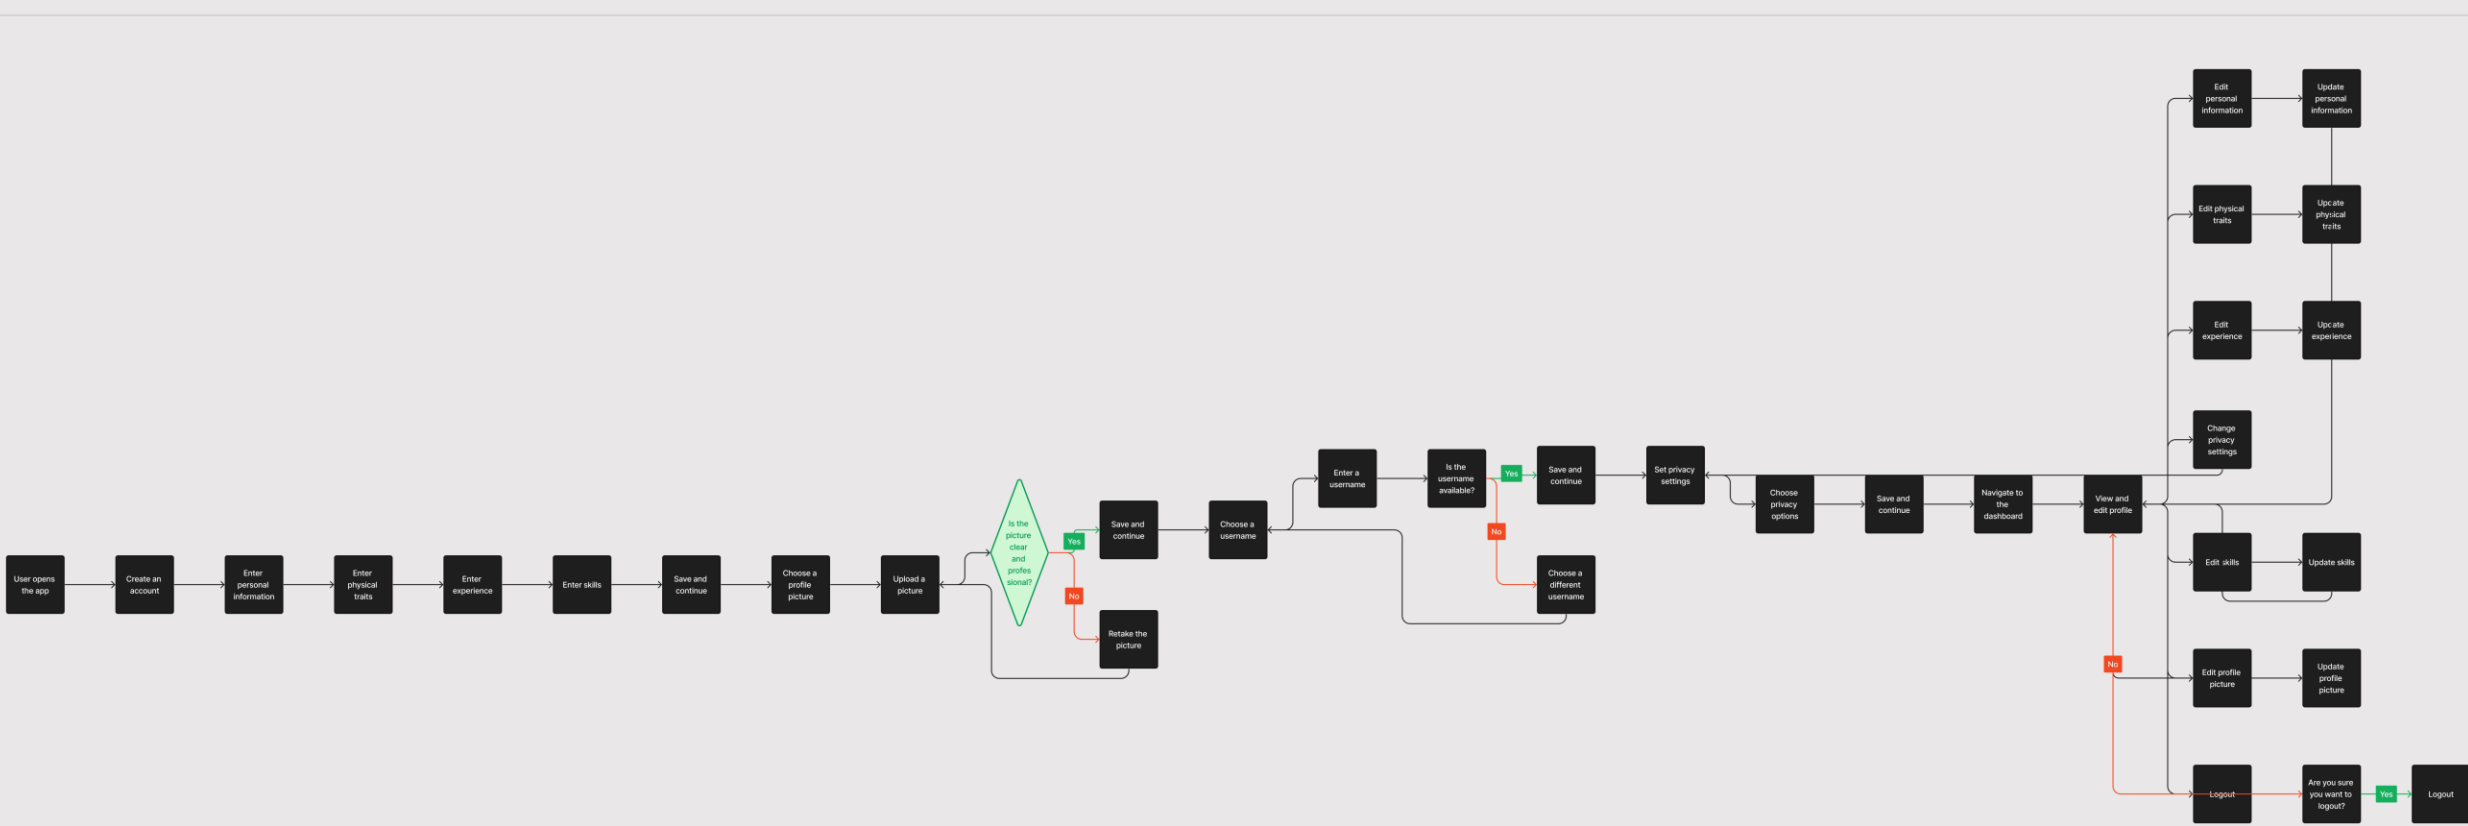 User opens
the app
Create an
account
Enter
personal
information
Enter
physical
traits
Enter
experience
Enter skills
Save and
continue
Choose a
profile
picture
Upload a
picture
Is the
picture
clear
and
profes
sional?
Yes
No
Save and
continue
Retake the
picture
Choose a
username
Enter a
username
Is the
username
available?
Yes
No
Save and
continue
Choose a
different
username
Set privacy
settings
Choose
privacy
options
Save and
continue
Navigate to
the
dashboard
View and
edit profile
No
Edit
personal
information
Update
personal
information
Edit physical
traits
Update
physical
traits
Edit
experience
Update
experience
Change
privacy
settings
Edit skills
Update skills
Edit profile
picture
Update
profile
picture
Logout
Are you sure
you want to
logout?
Yes
Logout